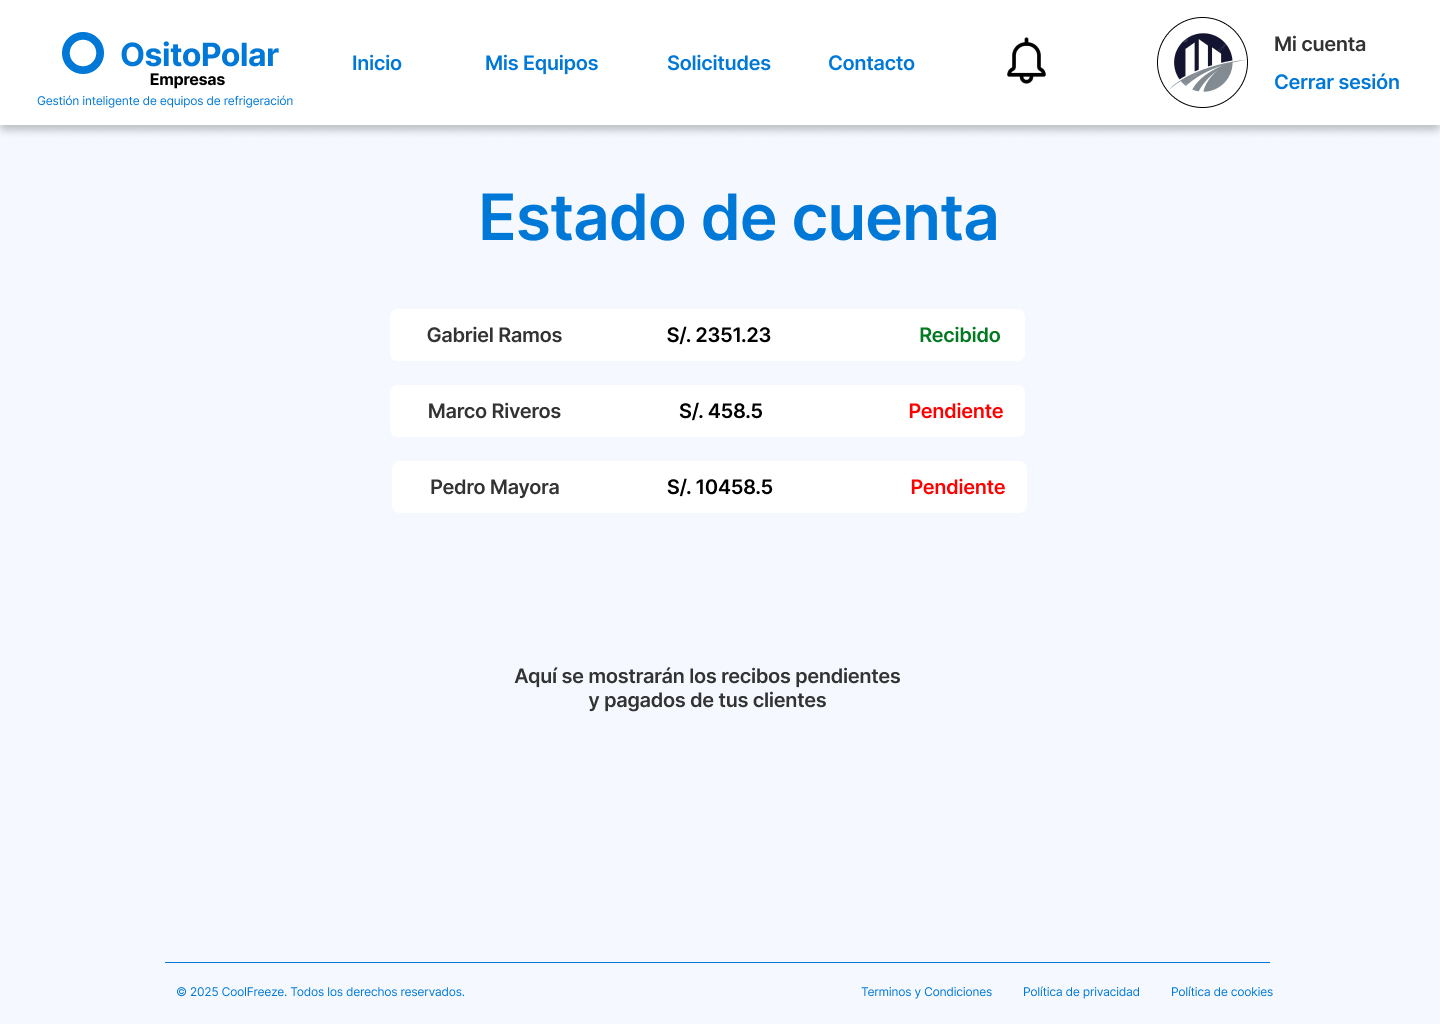 OsitoPolar
Empresas
Gestión inteligente de equipos de refrigeración
Inicio
Mis Equipos
Solicitudes
Contacto
Mi cuenta
Cerrar sesión
Estado de cuenta
Gabriel Ramos S/. 2351.23 Recibido
Marco Riveros S/. 458.5 Pendiente
Pedro Mayora S/. 10458.5 Pendiente
Aquí se mostrarán los recibos pendientes
y pagados de tus clientes
© 2025 CoolFreeze. Todos los derechos reservados.
Terminos y Condiciones
Política de privacidad
Política de cookies